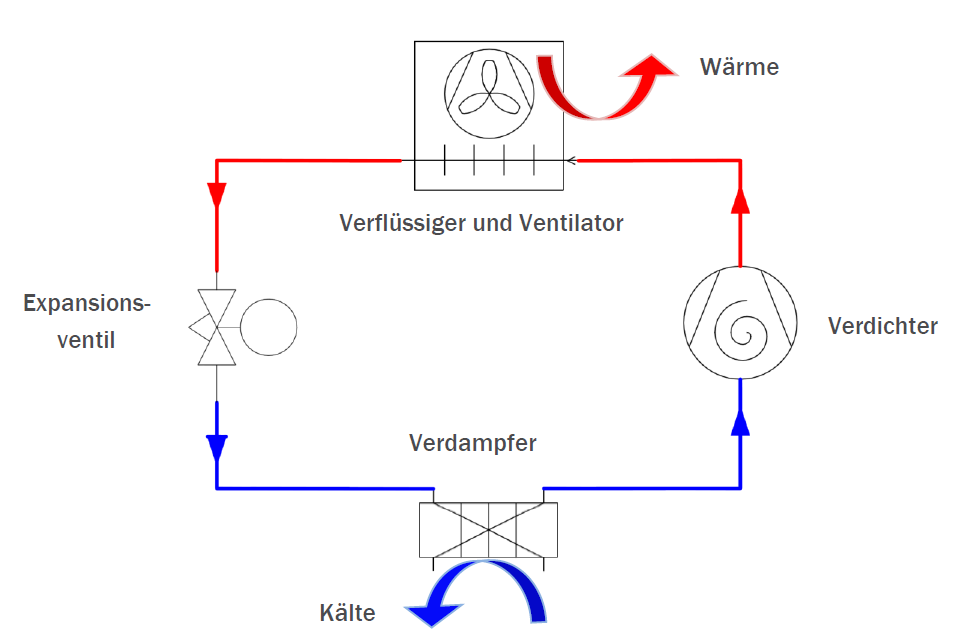 Wärme
Verflüssiger und Ventilator
Expansions-
ventil
Verdichter
Verdampfer
Kälte